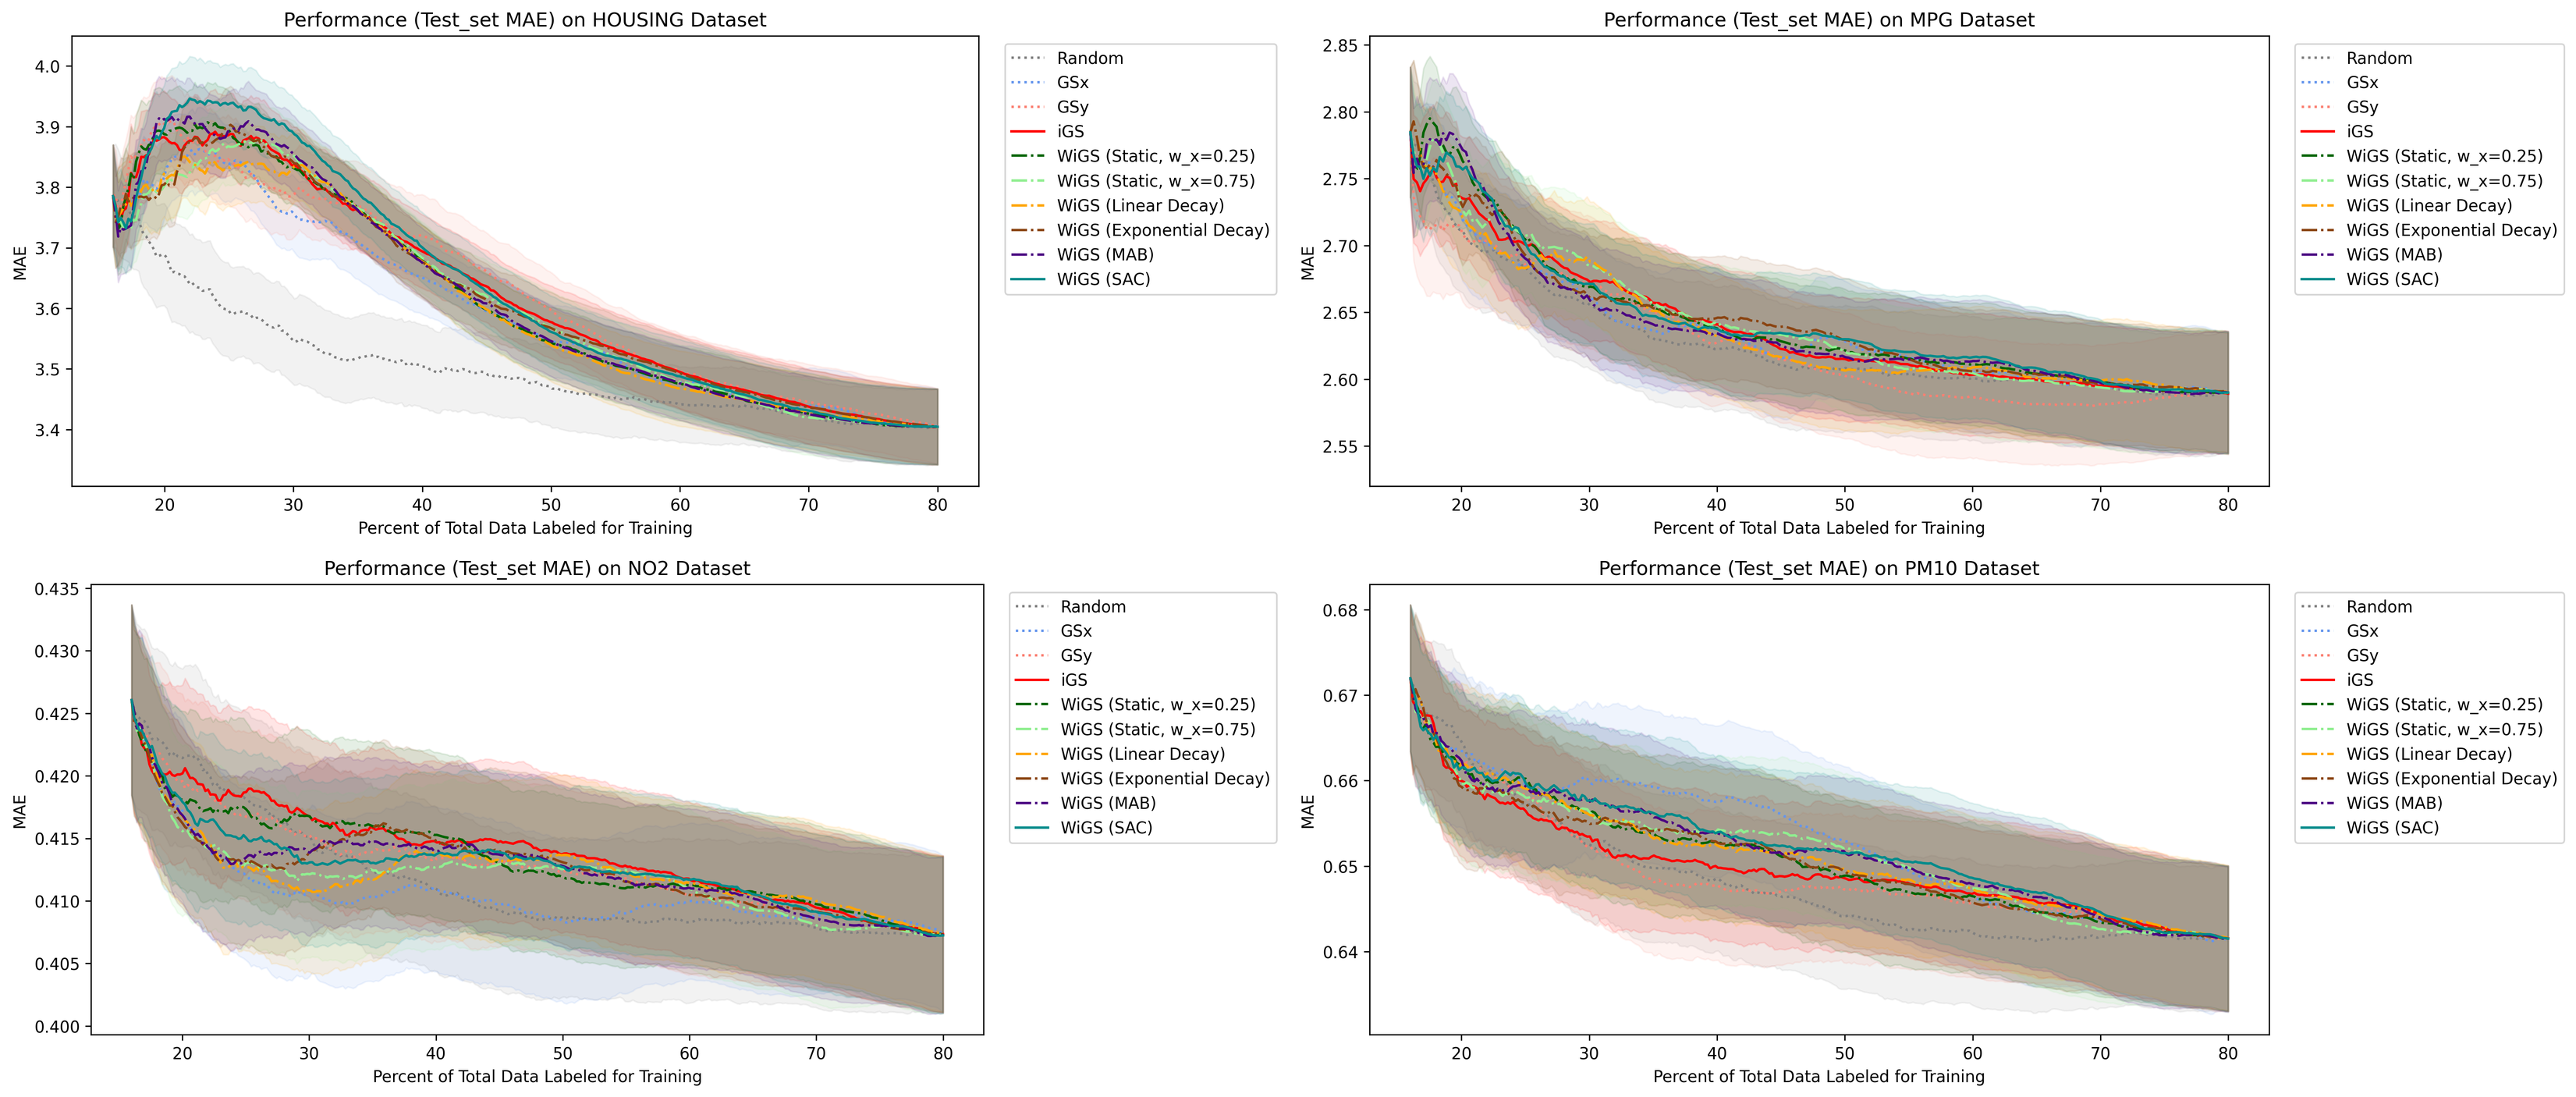 Performance (Test_set MAE) on HOUSING Dataset
MAE
4.0
3.9
3.8
3.7
3.6
3.5
3.4
20 30 40 50 60 70 80
Percent of Total Data Labeled for Training
Random
GSx
GSy
iGS
WiGS (Static, w_x=0.25)
WiGS (Static, w_x=0.75)
WiGS (Linear Decay)
WiGS (Exponential Decay)
WiGS (MAB)
WiGS (SAC)
Performance (Test_set MAE) on MPG Dataset
MAE
2.85
2.80
2.75
2.70
2.65
2.60
2.55
20 30 40 50 60 70 80
Percent of Total Data Labeled for Training
Random
GSx
GSy
iGS
WiGS (Static, w_x=0.25)
WiGS (Static, w_x=0.75)
WiGS (Linear Decay)
WiGS (Exponential Decay)
WiGS (MAB)
WiGS (SAC)
Performance (Test_set MAE) on NO2 Dataset
MAE
0.435
0.430
0.425
0.420
0.415
0.410
0.405
0.400
20 30 40 50 60 70 80
Percent of Total Data Labeled for Training
Random
GSx
GSy
iGS
WiGS (Static, w_x=0.25)
WiGS (Static, w_x=0.75)
WiGS (Linear Decay)
WiGS (Exponential Decay)
WiGS (MAB)
WiGS (SAC)
Performance (Test_set MAE) on PM10 Dataset
MAE
0.68
0.67
0.66
0.65
0.64
20 30 40 50 60 70 80
Percent of Total Data Labeled for Training
Random
GSx
GSy
iGS
WiGS (Static, w_x=0.25)
WiGS (Static, w_x=0.75)
WiGS (Linear Decay)
WiGS (Exponential Decay)
WiGS (MAB)
WiGS (SAC)